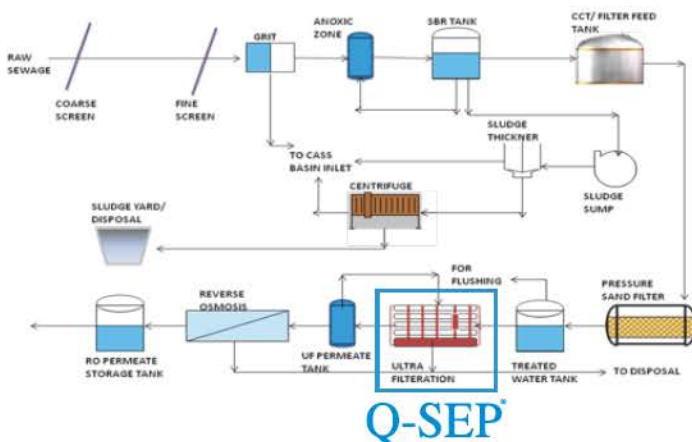 RAW
SEWAGE
COARSE
SCREEN
FINE
SCREEN
GRIT
ANOXIC
ZONE
SBR TANK
CCT/ FILTER FEED
TANK
TO CASS
BASIN INLET
SLUDGE
THICKNER
SLUDGE
SUMP
CENTRIFUGE
SLUDGE YARD/
DISPOSAL
FOR
FLUSHING
PRESSURE
SAND FILTER
REVERSE
OSMOSIS
RO PERMEATE
STORAGE TANK
UF PERMEATE
TANK
ULTRA
FILTERATION
TREATED
WATER TANK
TO DISPOSAL
Q-SEP®